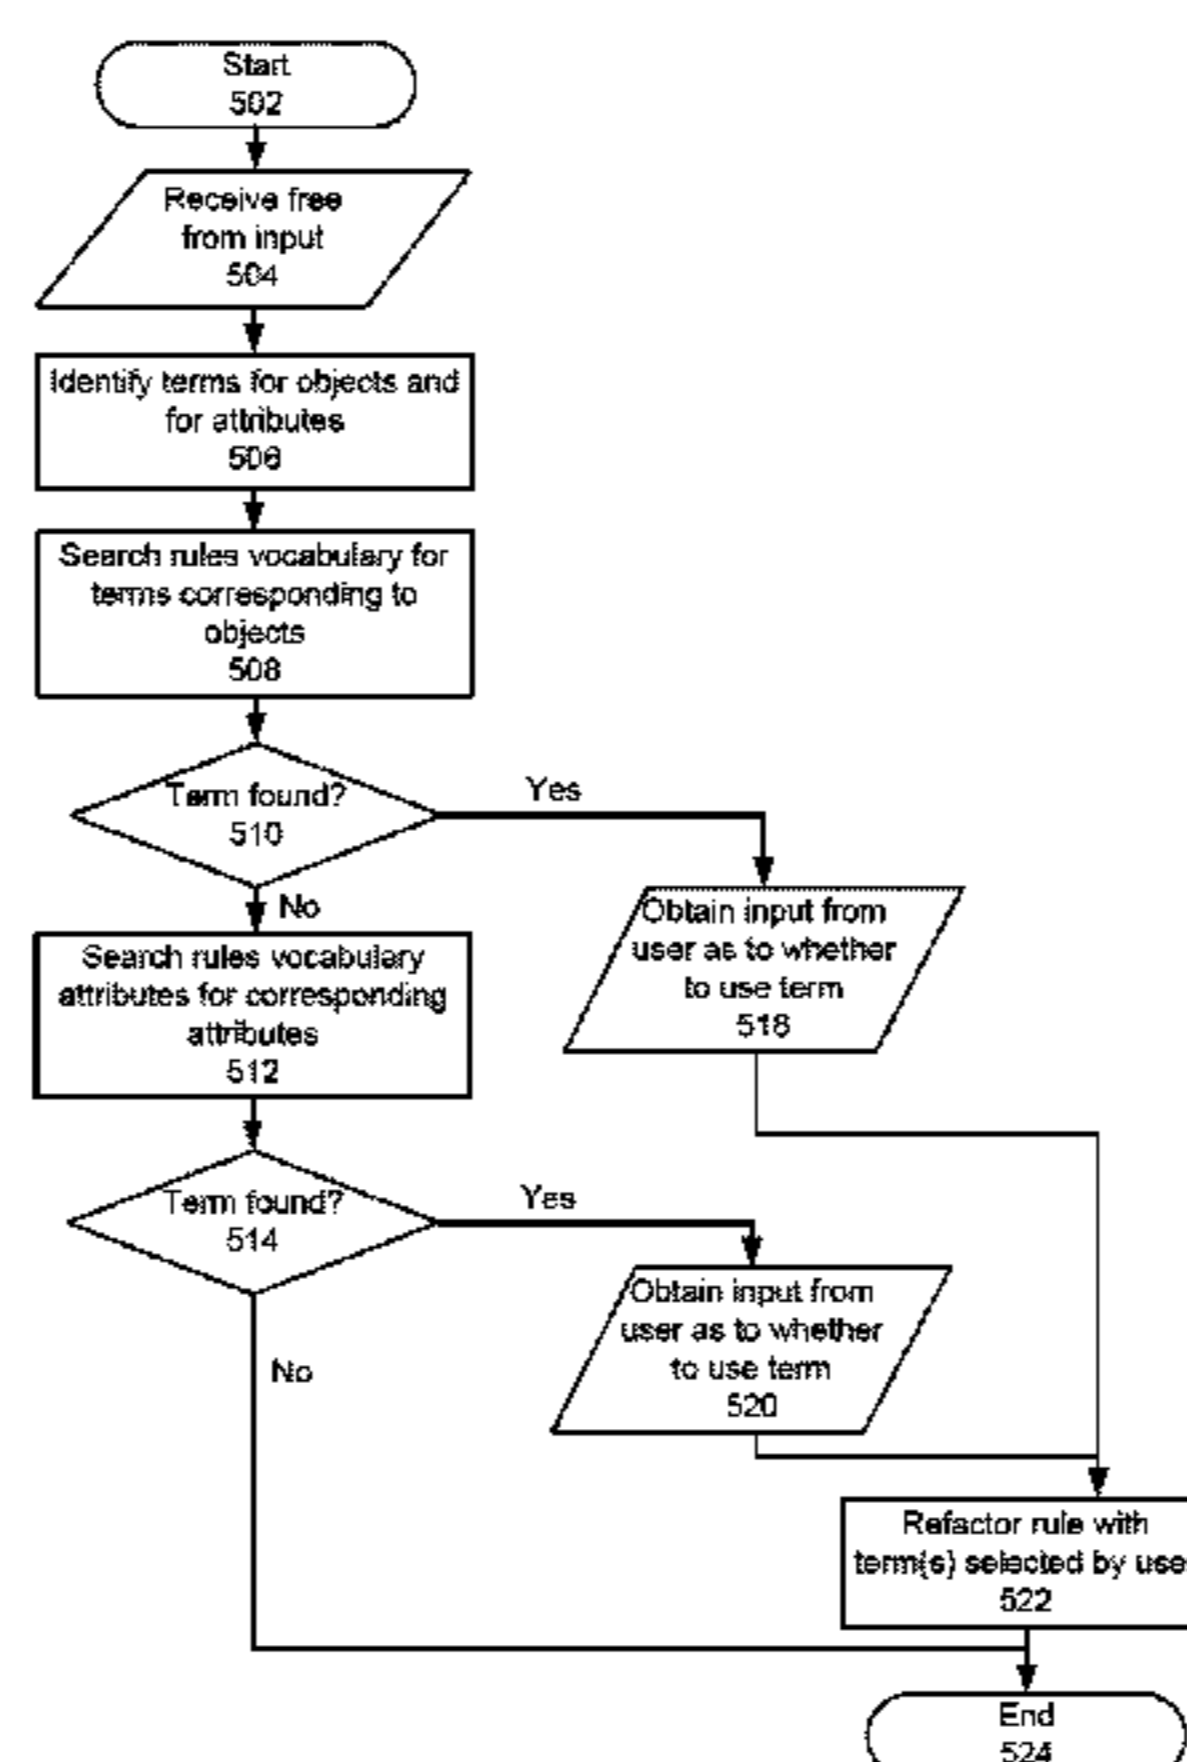 Start
502
Receive free
from input
504
Identify terms for objects and
for attributes
506
Search rules vocabulary for
terms corresponding to
objects
508
Term found?
510
Yes
No
Obtain input from
user as to whether
to use term
518
Search rules vocabulary
attributes for corresponding
attributes
512
Term found?
514
Yes
No
Obtain input from
user as to whether
to use term
520
Refactor rule with
term(s) selected by use
522
End
524